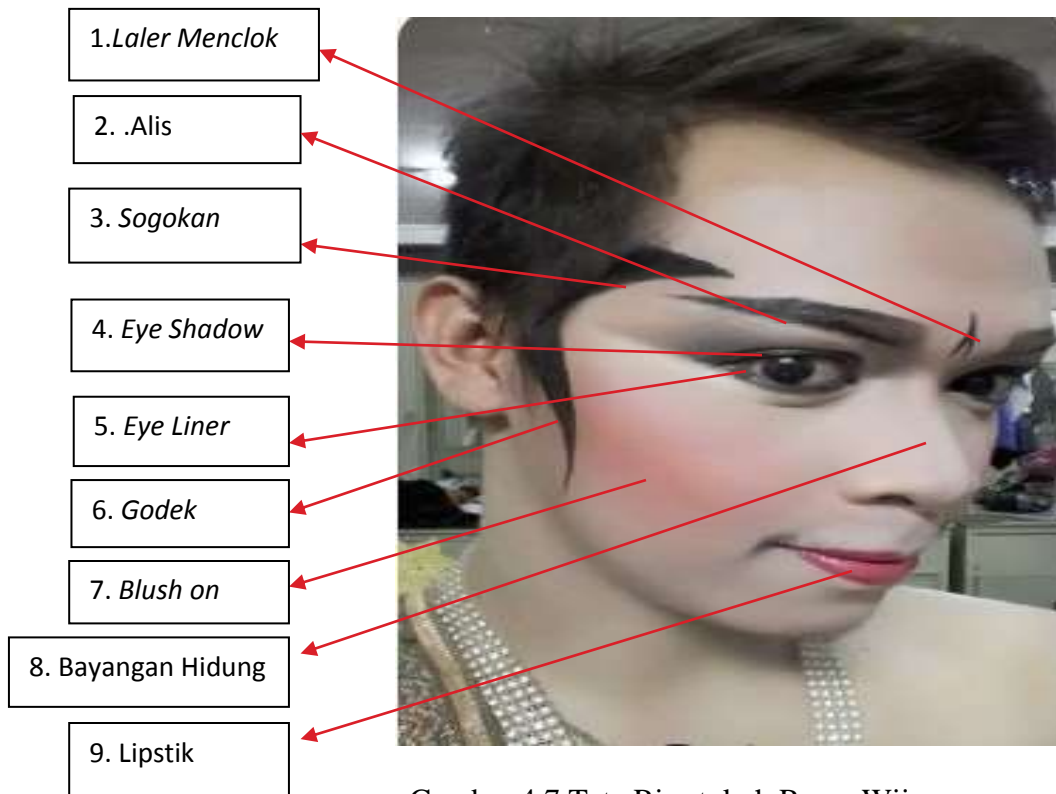 1.Laler Menclok
2. .Alis
3. Sogokan
4. Eye Shadow
5. Eye Liner
6. Godek
7. Blush on
8. Bayangan Hidung
9. Lipstik